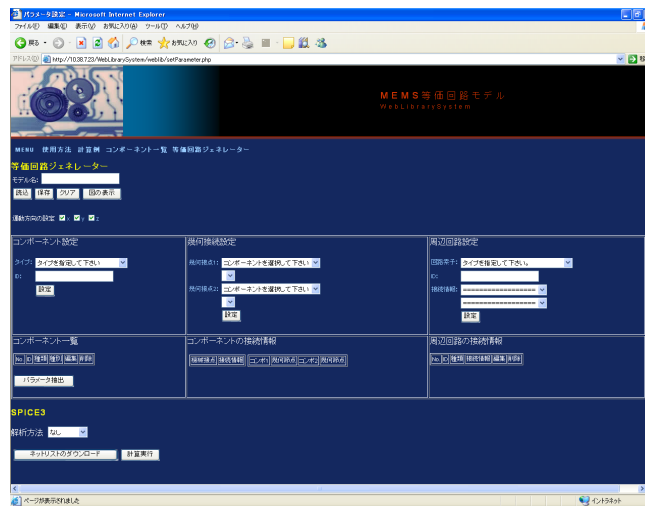 パラメータ設定 - Microsoft Internet Explorer
ファイル(F) 編集(E) 表示(V) お気に入り(A) ツール(T) ヘルプ(H)
戻る 検索 お気に入り
アドレス(D) http://10.38.7.23/WebLibrarySystem/weblib/setParameter.php
MEMS等価回路モデル
WebLibrarySystem
MENU 使用方法 計算例 コンポーネント一覧 等価回路ジェネレーター
等価回路ジェネレーター
モデル名:
読込 保存 クリア 図の表示
運動方向の設定 x y z
コンポーネント設定 幾何接続設定 周辺回路設定
タイプ: タイプを指定して下さい 幾何接点1: コンポーネントを選択して下さい 回路素子: タイプを指定して下さい。
ID: ID:
設定 幾何接点2: コンポーネントを選択して下さい 接続情報: ===================
===================
設定 設定
コンポーネント一覧 コンポーネントの接続情報 周辺回路の接続情報
No ID 種類 編集 削除 接続情報 コンポ1 幾何節点 コンポ2 幾何節点 No ID 種類 接続情報 編集 削除
パラメータ抽出
SPICE3
解析方法 なし
ネットリストのダウンロード 計算実行
ページが表示されました イントラネット